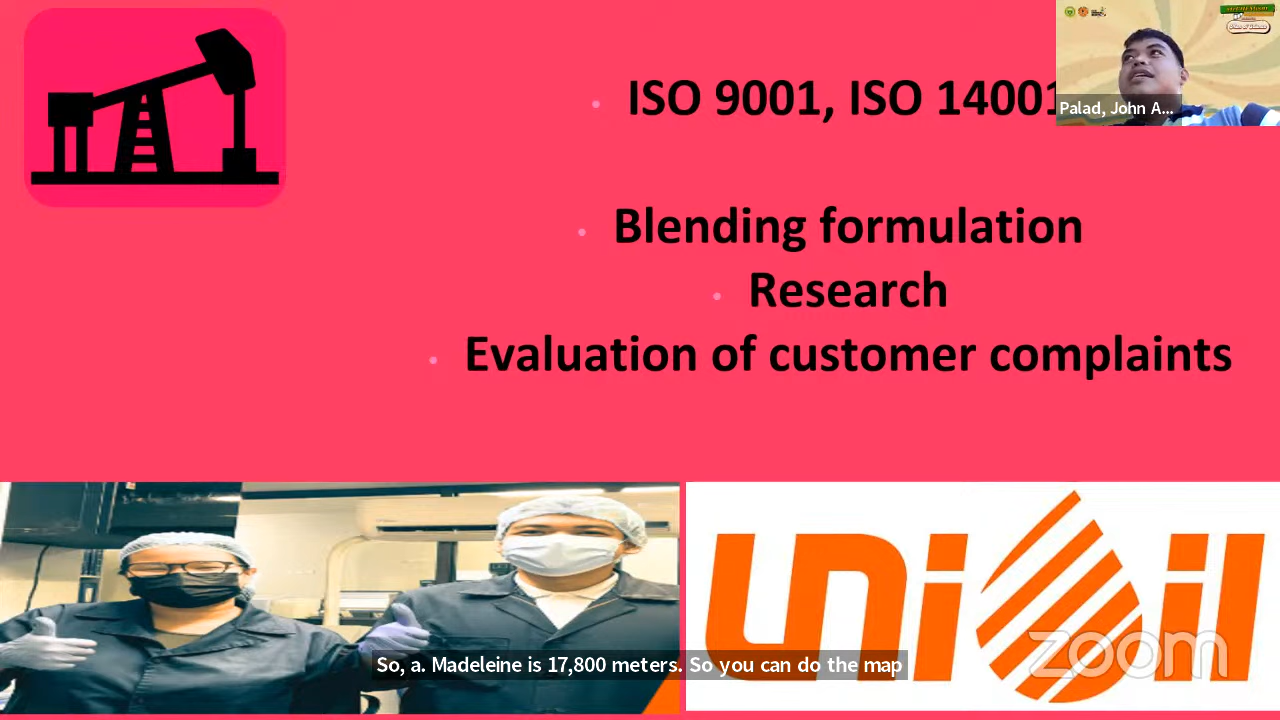 ISO 9001, ISO 14001
Palad, John A...
Blending formulation
Research
Evaluation of customer complaints
unioil
zoom
So, a. Madeleine is 17,800 meters. So you can do the map